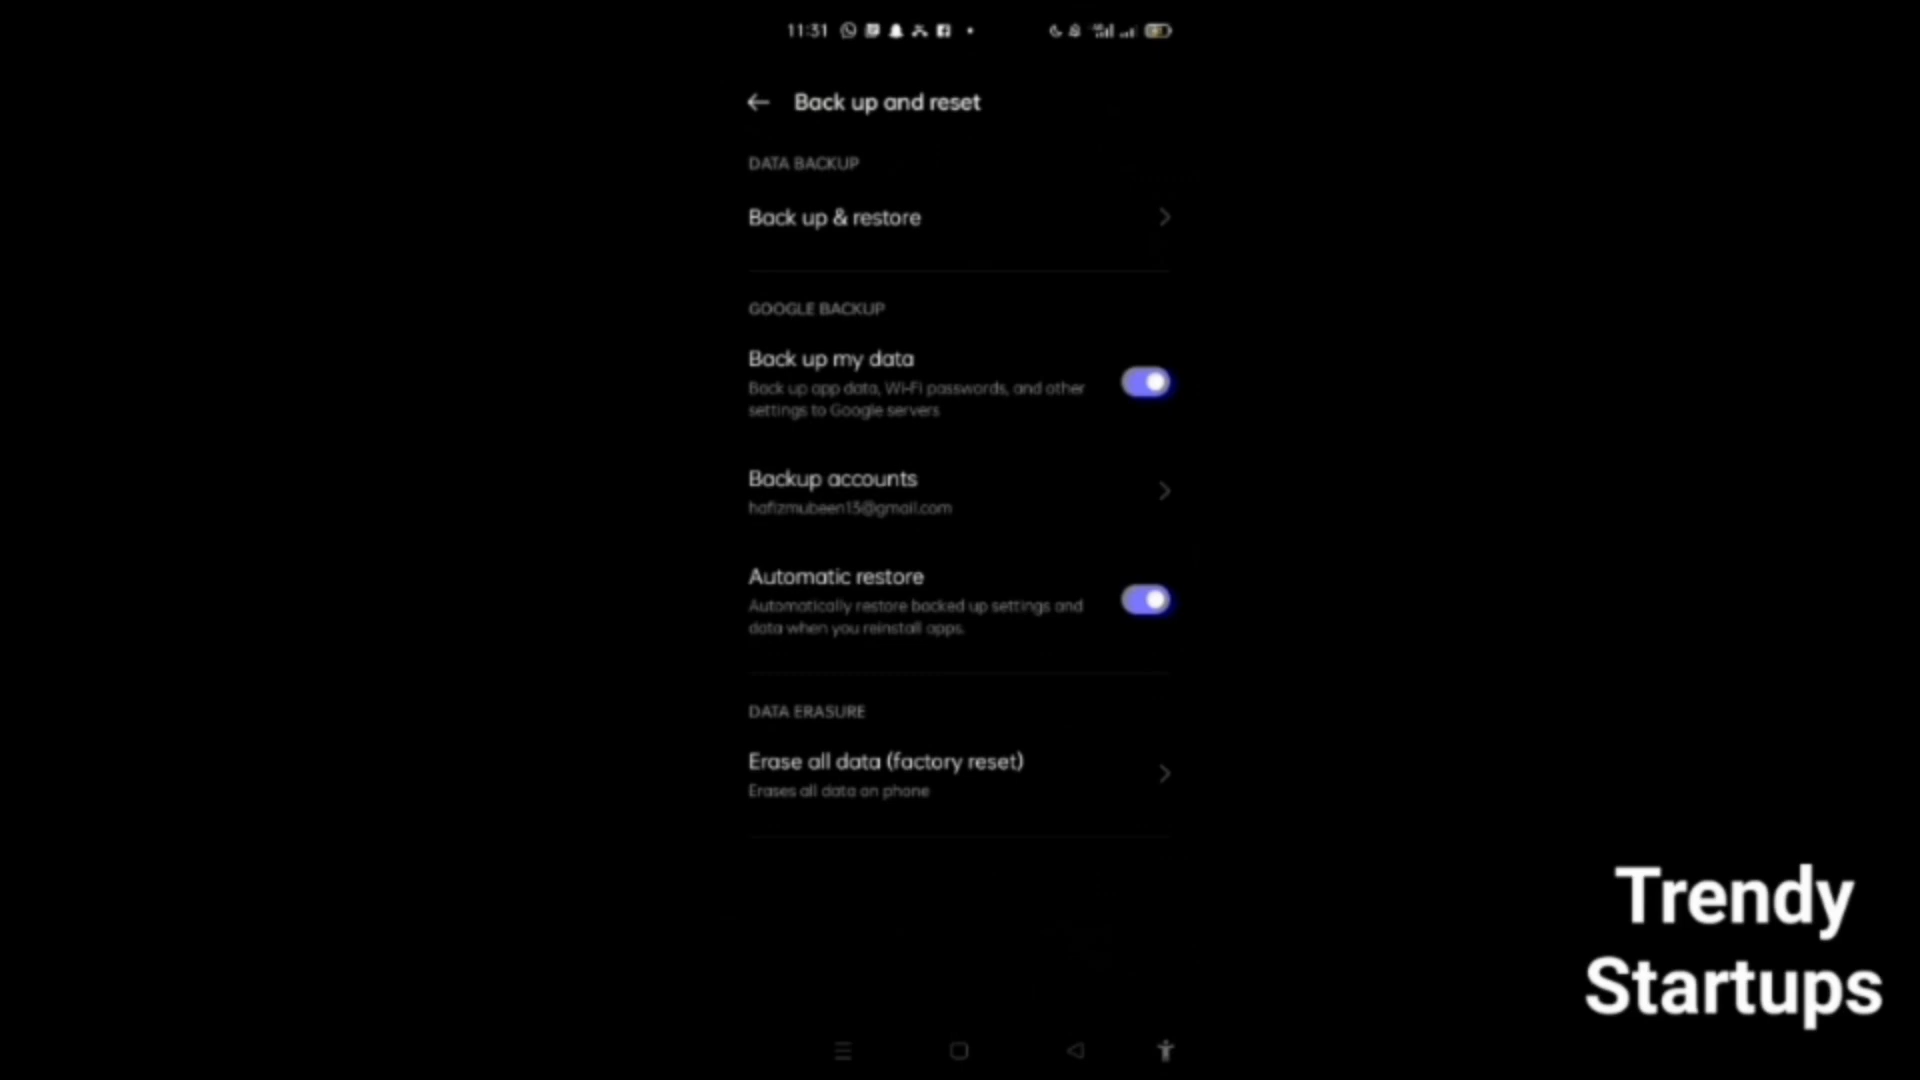 11:31
Back up and reset
DATA BACKUP
Back up & restore
GOOGLE BACKUP
Back up my data
Back up app data, Wi-Fi passwords, and other
settings to Google servers
Backup accounts
hafizmubeen13@gmail.com
Automatic restore
Automatically restore backed up settings and
data when you reinstall apps.
DATA ERASURE
Erase all data (factory reset)
Erases all data on phone
Trendy
Startups